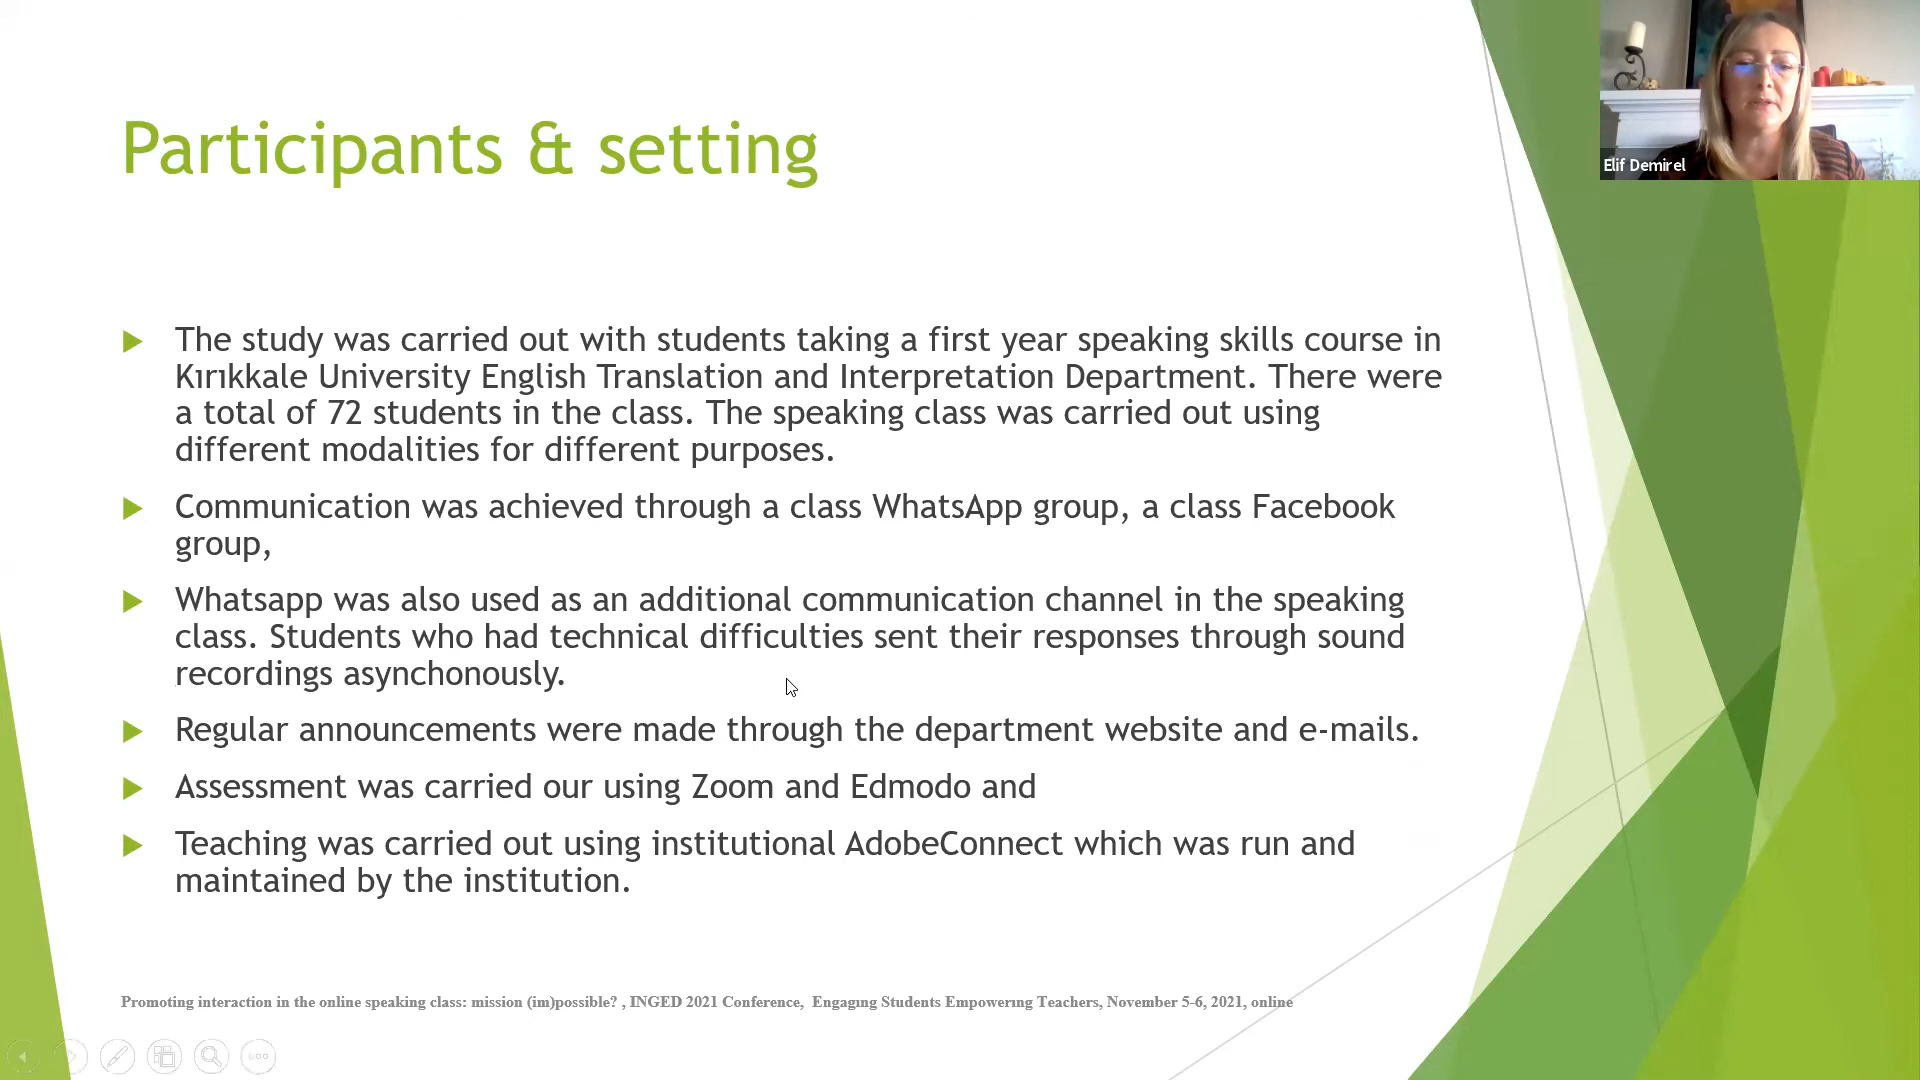 Participants & setting
The study was carried out with students taking a first year speaking skills course in
Kırıkkale University English Translation and Interpretation Department. There were
a total of 72 students in the class. The speaking class was carried out using
different modalities for different purposes.
Communication was achieved through a class WhatsApp group, a class Facebook
group,
Whatsapp was also used as an additional communication channel in the speaking
class. Students who had technical difficulties sent their responses through sound
recordings asynchonously.
Regular announcements were made through the department website and e-mails.
Assessment was carried our using Zoom and Edmodo and
Teaching was carried out using institutional AdobeConnect which was run and
maintained by the institution.
Promoting interaction in the online speaking class: mission (im)possible? , INGED 2021 Conference, Engagıng Students Empowerıng Teachers, November 5-6, 2021, online
Elif Demirel